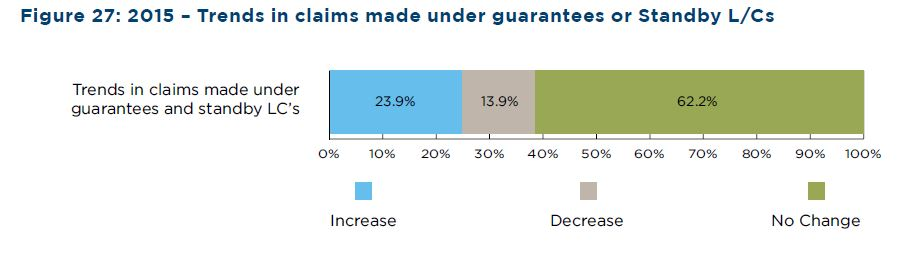 Figure 27: 2015 – Trends in claims made under guarantees or Standby L/Cs
Trends in claims made under
guarantees and standby LC's
23.9% 13.9% 62.2%
0% 10% 20% 30% 40% 50% 60% 70% 80% 90% 100%
Increase Decrease No Change